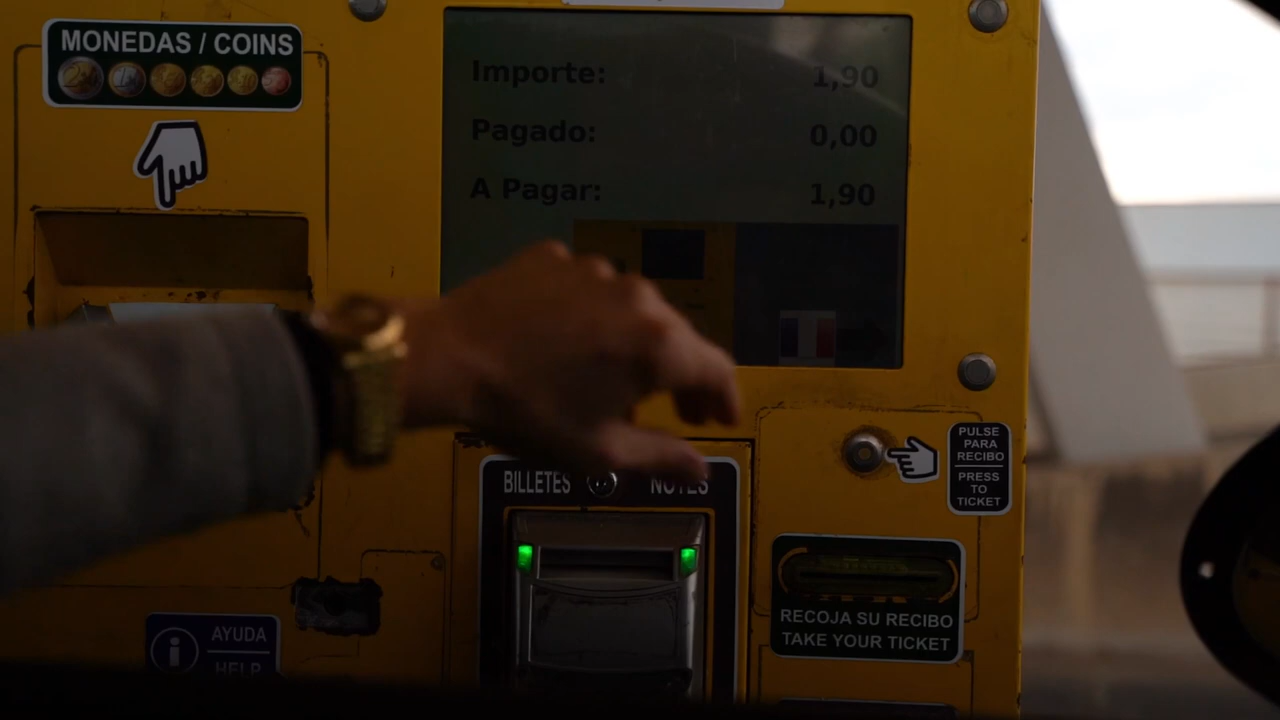 MONEDAS / COINS
Importe: 1,90
Pagado: 0,00
A Pagar: 1,90
BILLETES NOTES
PULSE
PARA
RECIBO
PRESS
TO
TICKET
RECOJA SU RECIBO
TAKE YOUR TICKET
AYUDA
HELP